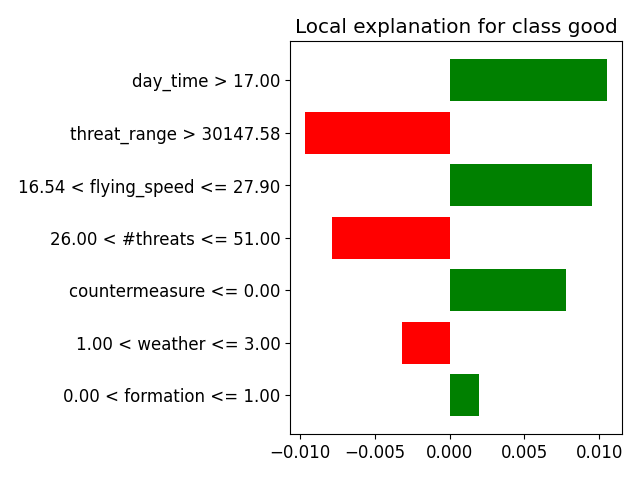 Local explanation for class good
day_time > 17.00
threat_range > 30147.58
16.54 < flying_speed <= 27.90
26.00 < #threats <= 51.00
countermeasure <= 0.00
1.00 < weather <= 3.00
0.00 < formation <= 1.00
−0.010 −0.005 0.000 0.005 0.010